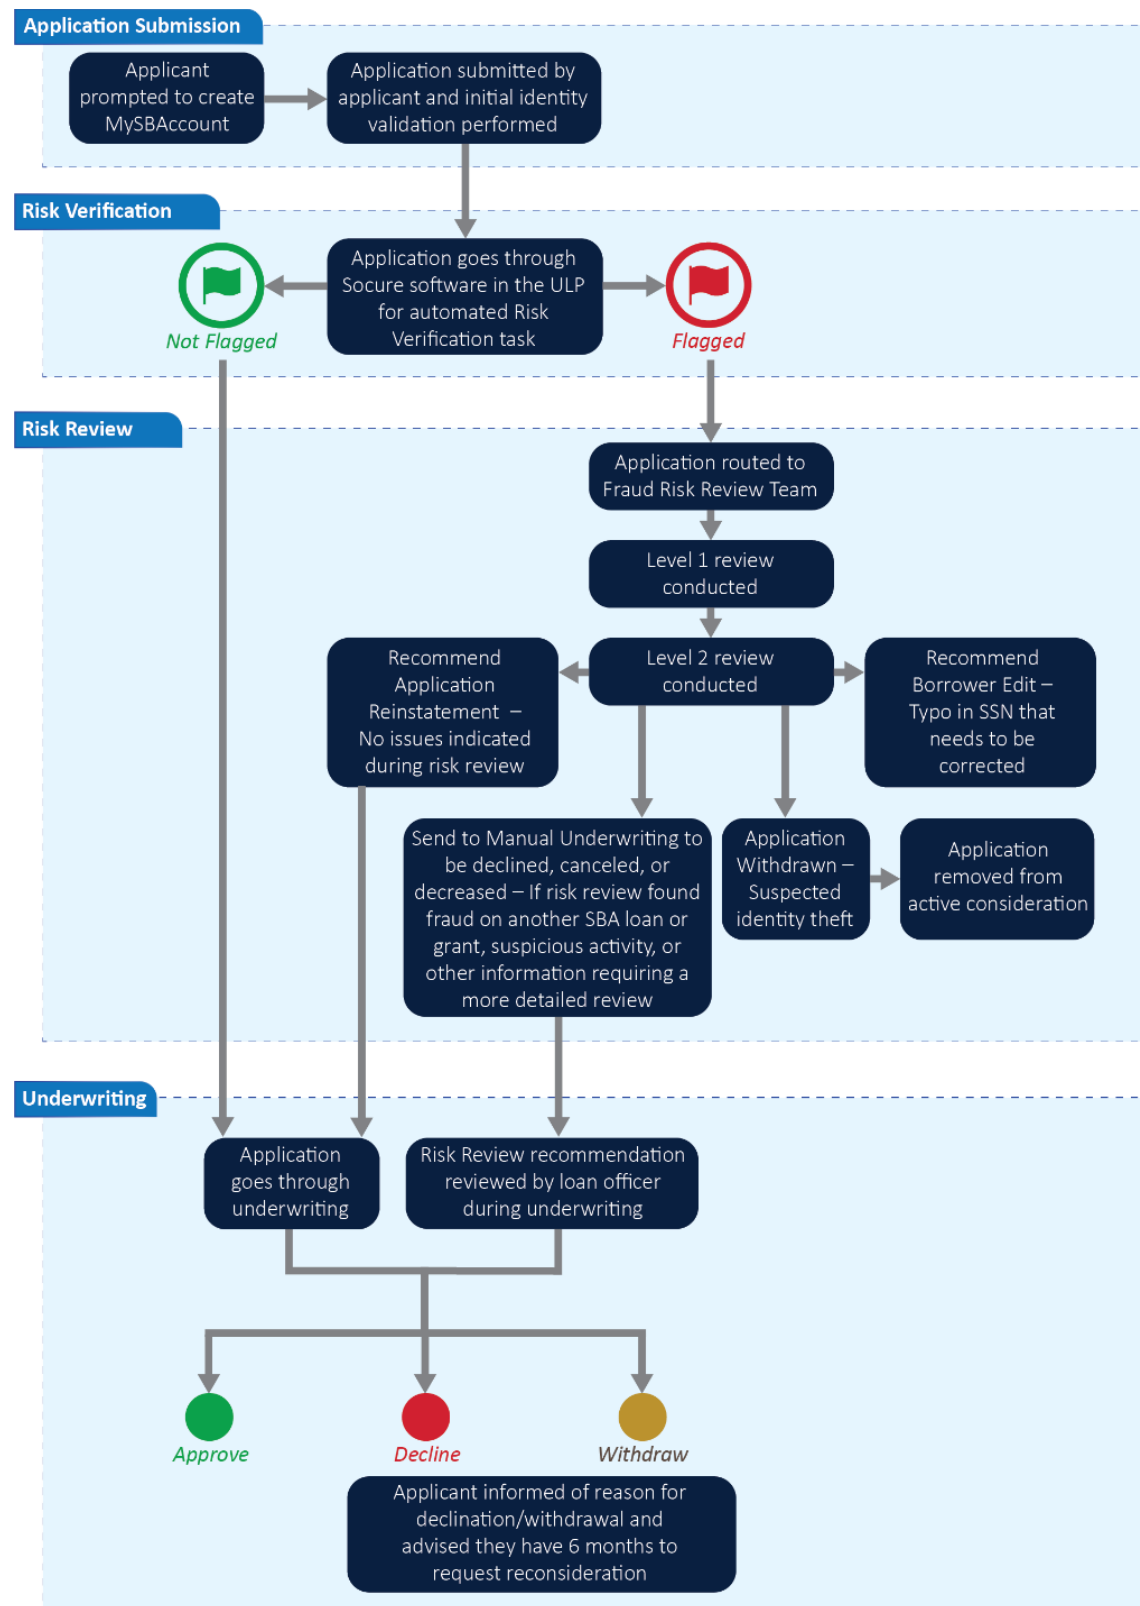 Application Submission
Applicant
prompted to create
MySBAccount
Application submitted by
applicant and initial identity
validation performed
Risk Verification
Not Flagged
Application goes through
Socure software in the ULP
for automated Risk
Verification task
Flagged
Risk Review
Application routed to
Fraud Risk Review Team
Level 1 review
conducted
Recommend
Application
Reinstatement –
No issues indicated
during risk review
Level 2 review
conducted
Recommend
Borrower Edit –
Typo in SSN that
needs to be
corrected
Send to Manual Underwriting to
be declined, canceled, or
decreased – If risk review found
fraud on another SBA loan or
grant, suspicious activity, or
other information requiring a
more detailed review
Application
Withdrawn –
Suspected
identity theft
Application
removed from
active consideration
Underwriting
Application
goes through
underwriting
Risk Review recommendation
reviewed by loan officer
during underwriting
Approve
Decline
Withdraw
Applicant informed of reason for
declination/withdrawal and
advised they have 6 months to
request reconsideration